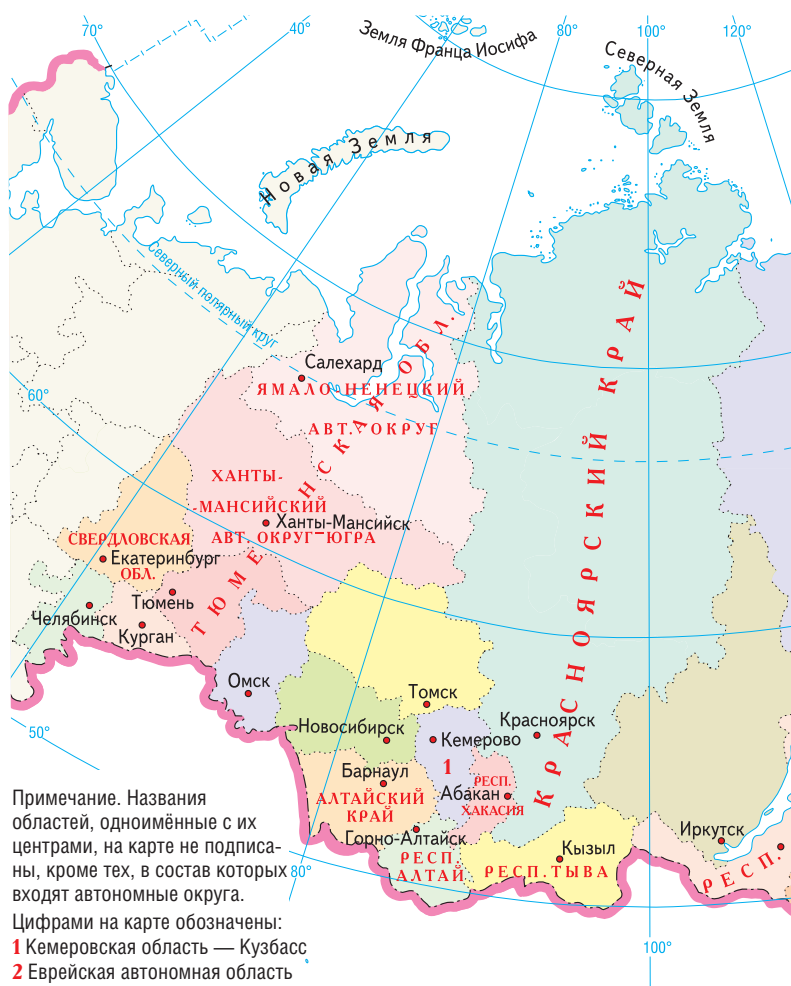 70°
40°
Земля Франца Иосифа
80°
100°
120°
Северная Земля
Новая Земля
Северный полярный круг
КРАСНОЯРСКИЙ КРАЙ
ТЮМЕНСКАЯ ОБЛ.
Салехард
ЯМАЛО-НЕНЕЦКИЙ
АВТ. ОКРУГ
60°
ХАНТЫ-
-МАНСИЙСКИЙ
Ханты-Мансийск
АВТ. ОКРУГ–ЮГРА
СВЕРДЛОВСКАЯ
Екатеринбург
ОБЛ.
Тюмень
Челябинск
Курган
Омск
Томск
Новосибирск
Красноярск
Кемерово
50°
1
Барнаул
РЕСП.
Абакан
ХАКАСИЯ
АЛТАЙСКИЙ
КРАЙ
Горно-Алтайск
Иркутск
Кызыл
РЕСП.
АЛТАЙ
РЕСП. ТЫВА
РЕСП.
80°
100°
Примечание. Названия
областей, одноимённые с их
центрами, на карте не подписа-
ны, кроме тех, в состав которых
входят автономные округа.
Цифрами на карте обозначены:
1 Кемеровская область — Кузбасс
2 Еврейская автономная область